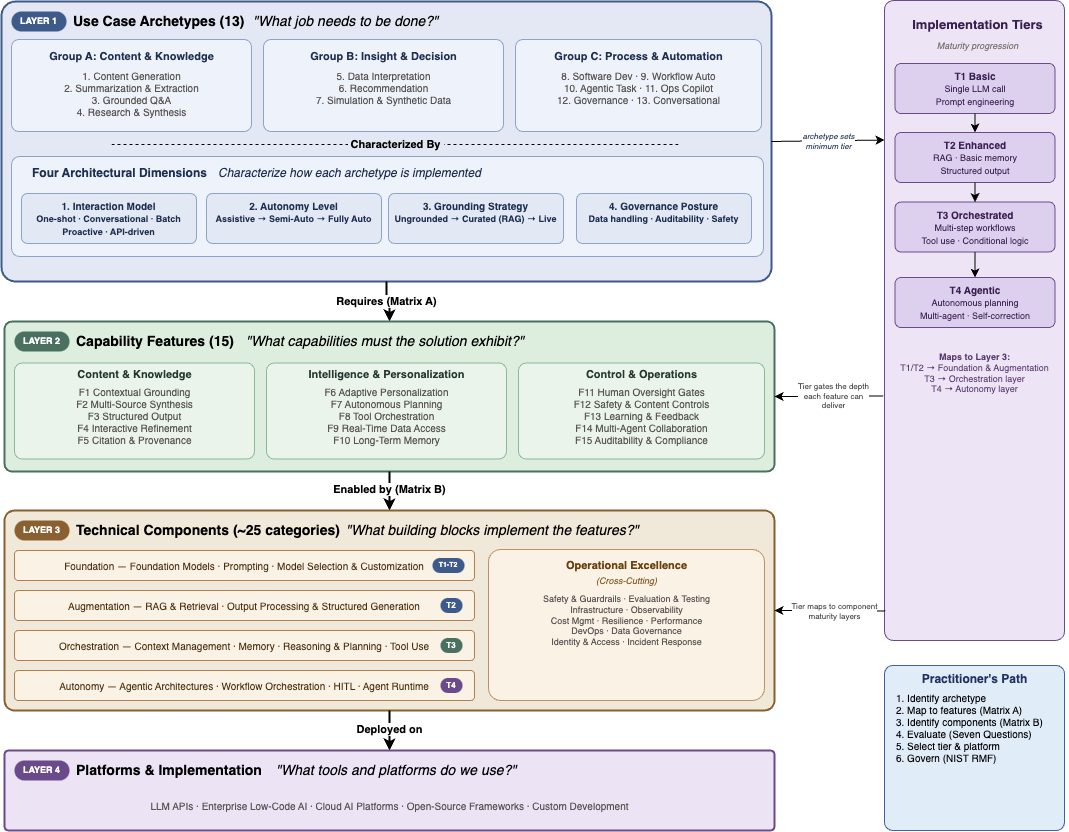 LAYER 1 Use Case Archetypes (13) "What job needs to be done?"
Group A: Content & Knowledge
1. Content Generation
2. Summarization & Extraction
3. Grounded Q&A
4. Research & Synthesis
Group B: Insight & Decision
5. Data Interpretation
6. Recommendation
7. Simulation & Synthetic Data
Group C: Process & Automation
8. Software Dev · 9. Workflow Auto
10. Agentic Task · 11. Ops Copilot
12. Governance · 13. Conversational
Characterized By
Four Architectural Dimensions Characterize how each archetype is implemented
1. Interaction Model
One-shot · Conversational · Batch
Proactive · API-driven
2. Autonomy Level
Assistive → Semi-Auto → Fully Auto
3. Grounding Strategy
Ungrounded → Curated (RAG) → Live
4. Governance Posture
Data handling · Auditability · Safety
Requires (Matrix A)
LAYER 2 Capability Features (15) "What capabilities must the solution exhibit?"
Content & Knowledge
F1 Contextual Grounding
F2 Multi-Source Synthesis
F3 Structured Output
F4 Interactive Refinement
F5 Citation & Provenance
Intelligence & Personalization
F6 Adaptive Personalization
F7 Autonomous Planning
F8 Tool Orchestration
F9 Real-Time Data Access
F10 Long-Term Memory
Control & Operations
F11 Human Oversight Gates
F12 Safety & Content Controls
F13 Learning & Feedback
F14 Multi-Agent Collaboration
F15 Auditability & Compliance
Enabled by (Matrix B)
LAYER 3 Technical Components (~25 categories) "What building blocks implement the features?"
Foundation — Foundation Models · Prompting · Model Selection & Customization T1-T2
Augmentation — RAG & Retrieval · Output Processing & Structured Generation T2
Orchestration — Context Management · Memory · Reasoning & Planning · Tool Use T3
Autonomy — Agentic Architectures · Workflow Orchestration · HITL · Agent Runtime T4
Operational Excellence
(Cross-Cutting)
Safety & Guardrails · Evaluation & Testing
Infrastructure · Observability
Cost Mgmt · Resilience · Performance
DevOps · Data Governance
Identity & Access · Incident Response
Deployed on
LAYER 4 Platforms & Implementation "What tools and platforms do we use?"
LLM APIs · Enterprise Low-Code AI · Cloud AI Platforms · Open-Source Frameworks · Custom Development
archetype sets
minimum tier
Tier gates the depth
each feature can
deliver
Tier maps to component
maturity layers
Implementation Tiers
Maturity progression
T1 Basic
Single LLM call
Prompt engineering
T2 Enhanced
RAG · Basic memory
Structured output
T3 Orchestrated
Multi-step workflows
Tool use · Conditional logic
T4 Agentic
Autonomous planning
Multi-agent · Self-correction
Maps to Layer 3:
T1/T2 → Foundation & Augmentation
T3 → Orchestration layer
T4 → Autonomy layer
Practitioner's Path
1. Identify archetype
2. Map to features (Matrix A)
3. Identify components (Matrix B)
4. Evaluate (Seven Questions)
5. Select tier & platform
6. Govern (NIST RMF)